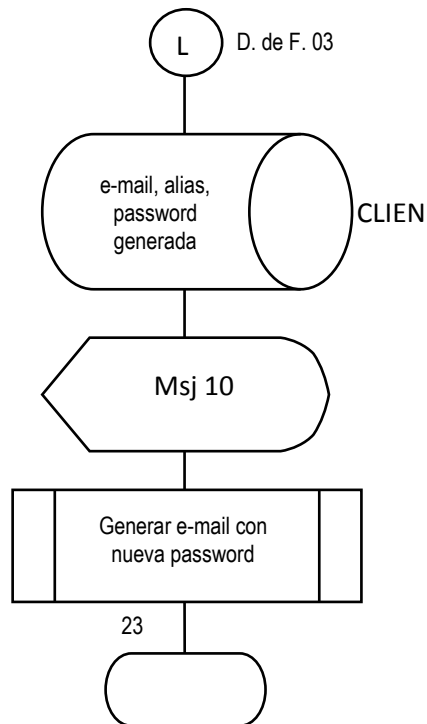 L
D. de F. 03
e-mail, alias,
password
generada
CLIEN
Msj 10
Generar e-mail con
nueva password
23